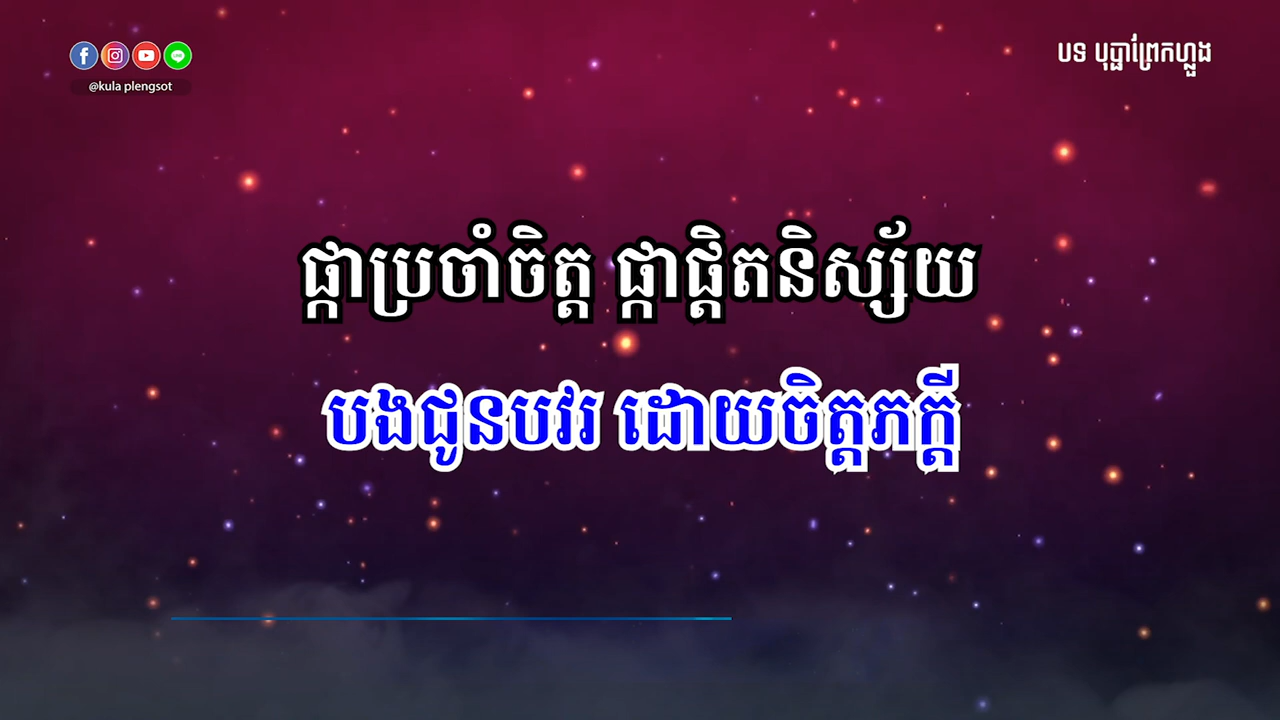 @kula plengsot
បទ បុប្ផាព្រែកហ្លួង
ផ្កាប្រចាំចិត្ត ផ្កាផ្តិតនិស្ស័យ
បងជូនបវរ ដោយចិត្តភក្តី